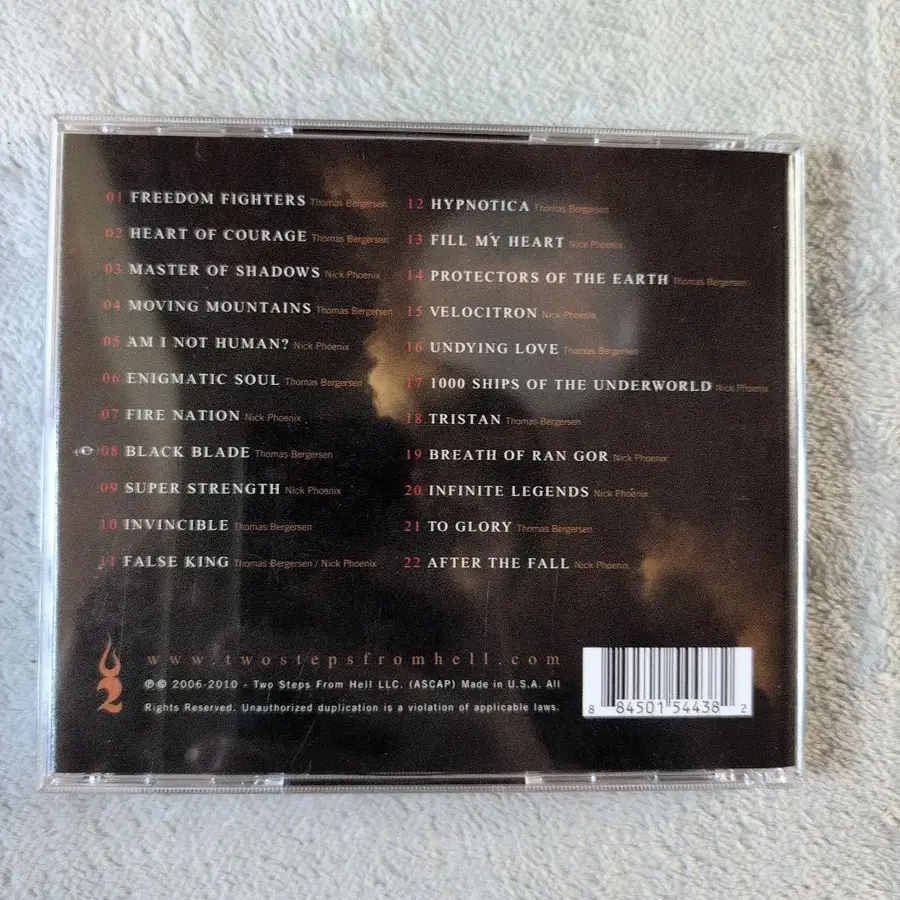 01 FREEDOM FIGHTERS Thomas Bergersen
02 HEART OF COURAGE Thomas Bergersen
03 MASTER OF SHADOWS Nick Phoenix
04 MOVING MOUNTAINS Thomas Bergersen
05 AM I NOT HUMAN? Nick Phoenix
06 ENIGMATIC SOUL Thomas Bergersen
07 FIRE NATION Nick Phoenix
08 BLACK BLADE Thomas Bergersen
09 SUPER STRENGTH Nick Phoenix
10 INVINCIBLE Thomas Bergersen
11 FALSE KING Thomas Bergersen / Nick Phoenix
12 HYPNOTICA Thomas Bergersen
13 FILL MY HEART Nick Phoenix
14 PROTECTORS OF THE EARTH Thomas Bergersen
15 VELOCITRON Nick Phoenix
16 UNDYING LOVE Thomas Bergersen
17 1000 SHIPS OF THE UNDERWORLD Nick Phoenix
18 TRISTAN Thomas Bergersen
19 BREATH OF RAN GOR Nick Phoenix
20 INFINITE LEGENDS Nick Phoenix
21 TO GLORY Thomas Bergersen
22 AFTER THE FALL Nick Phoenix
2
www.twostepsfromhell.com
℗© 2006-2010 - Two Steps From Hell LLC. (ASCAP) Made in U.S.A. All
Rights Reserved. Unauthorized duplication is a violation of applicable laws.
8 84501 54438 2